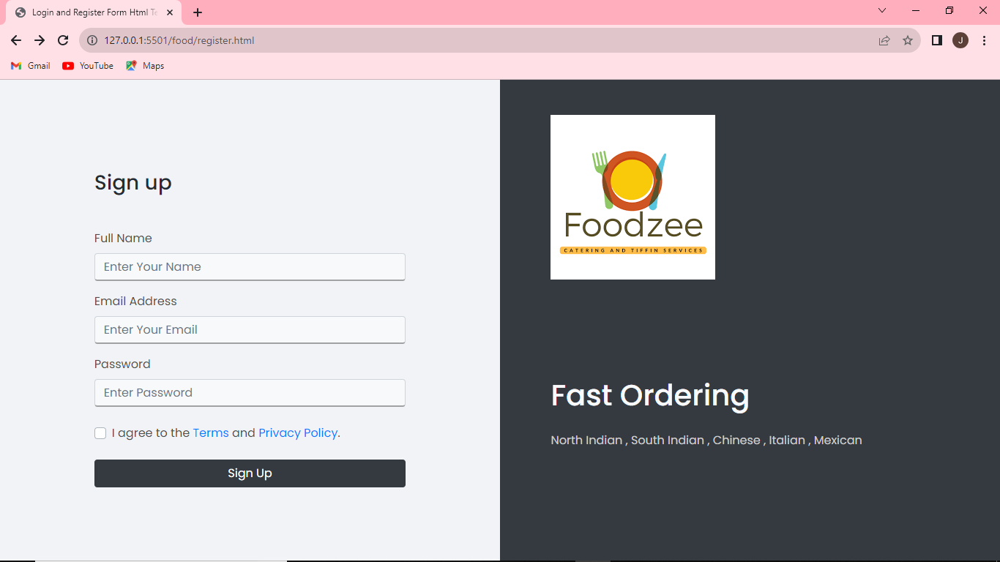 Login and Register Form Html Te
127.0.0.1:5501/food/register.html
J
Gmail YouTube Maps
Sign up
Full Name
Enter Your Name
Email Address
Enter Your Email
Password
Enter Password
I agree to the Terms and Privacy Policy.
Sign Up
Foodzee
CATERING AND TIFFIN SERVICES
Fast Ordering
North Indian , South Indian , Chinese , Italian , Mexican